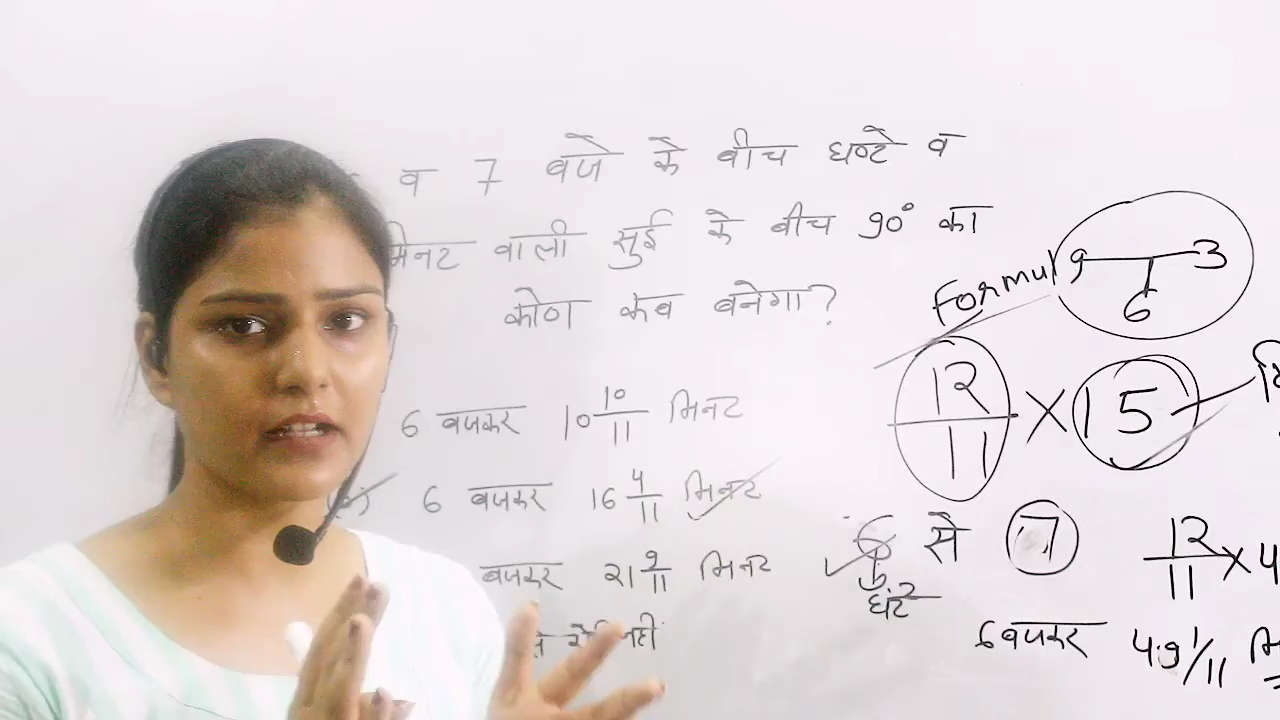 व 7 बजे के बीच घण्टे व
मिनट वाली सुई के बीच 90° का
कोण कब बनेगा?
6 बजकर 10 10/11 मिनट
6 बजकर 16 4/11 मिनट
बजकर 21 9/11 मिनट
नहीं
Formul
9 3
6
12/11 × 15
6 से 7
घंटे
12/11 × 4
6 बजकर 49 1/11 मि